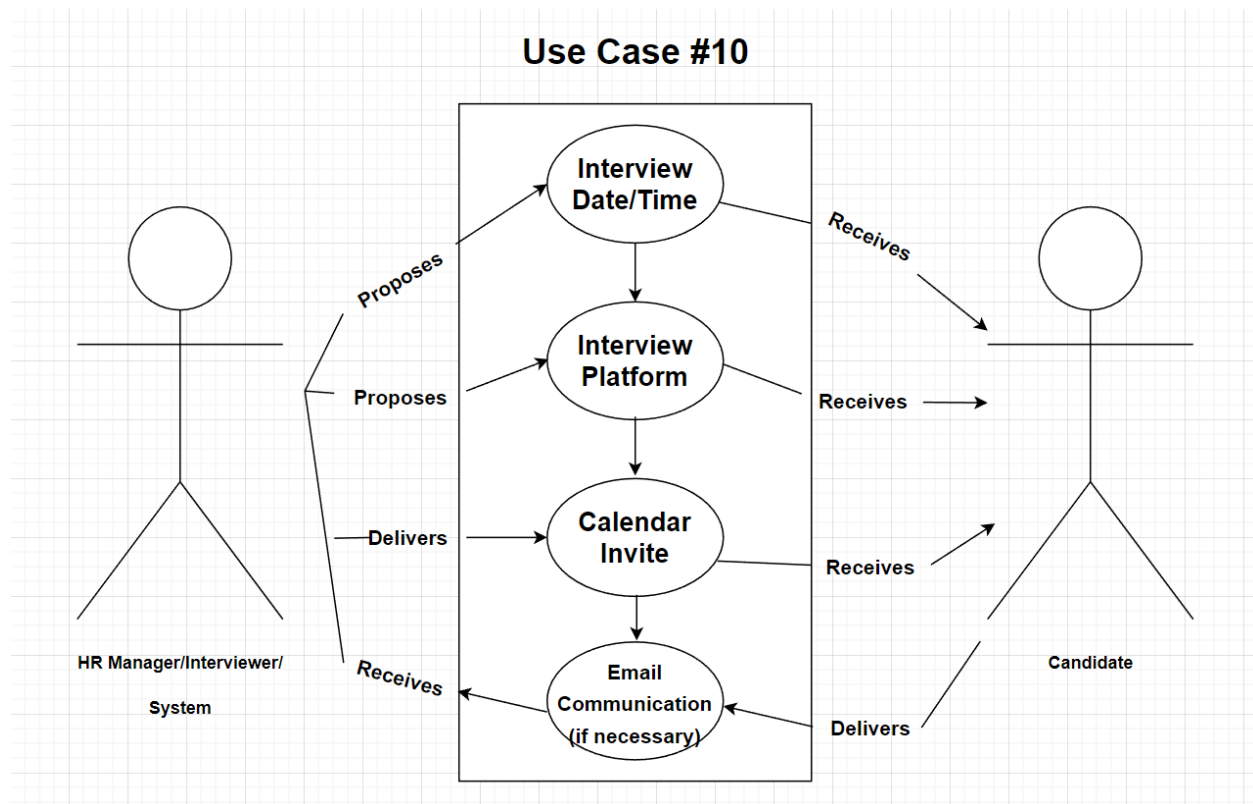 Use Case #10
Interview
Date/Time
Proposes
Receives
Interview
Platform
Proposes
Receives
Calendar
Invite
Delivers
Receives
Email
Communication
(if necessary)
Receives
Delivers
HR Manager/Interviewer/
System
Candidate